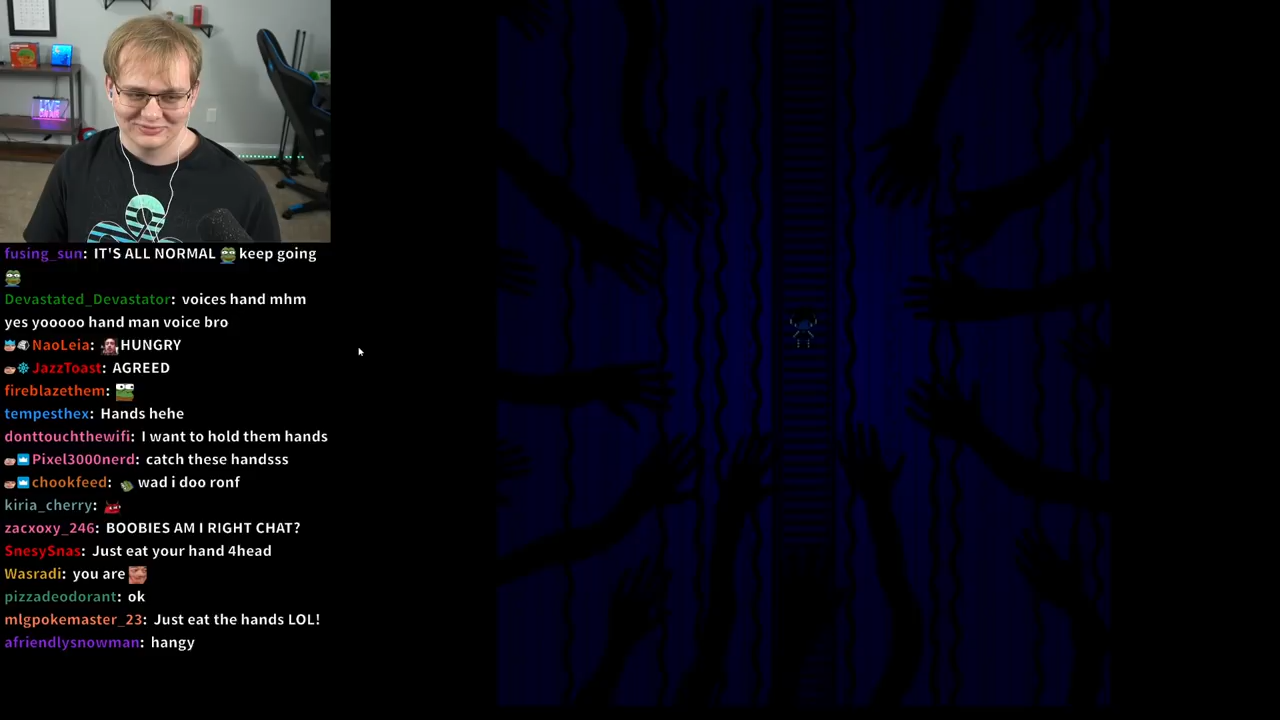 LIVE
ON AIR
fusing_sun: IT'S ALL NORMAL keep going
Devastated_Devastator: voices hand mhm
yes yooooo hand man voice bro
NaoLeia: HUNGRY
JazzToast: AGREED
fireblazethem:
tempesthex: Hands hehe
donttouchthewifi: I want to hold them hands
Pixel3000nerd: catch these handsss
chookfeed: wad i doo ronf
kiria_cherry:
zacxoxy_246: BOOBIES AM I RIGHT CHAT?
SnesySnas: Just eat your hand 4head
Wasradi: you are
pizzadeodorant: ok
mlgpokemaster_23: Just eat the hands LOL!
afriendlysnowman: hangy